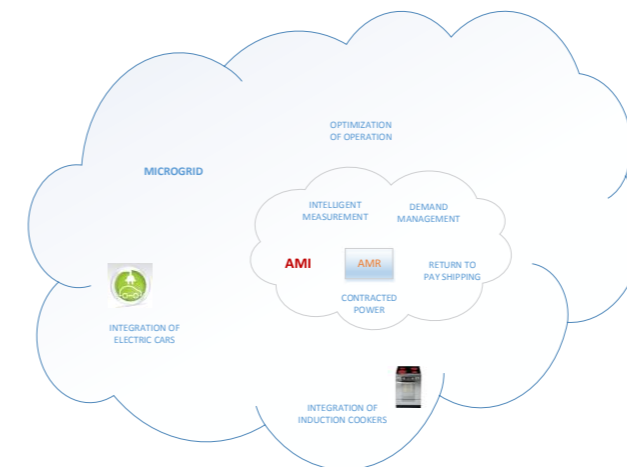 OPTIMIZATION
OF OPERATION
MICROGRID
INTELLIGENT
MEASUREMENT
DEMAND
MANAGEMENT
AMI
AMR
RETURN TO
PAY SHIPPING
CONTRACTED
POWER
INTEGRATION OF
ELECTRIC CARS
INTEGRATION OF
INDUCTION COOKERS